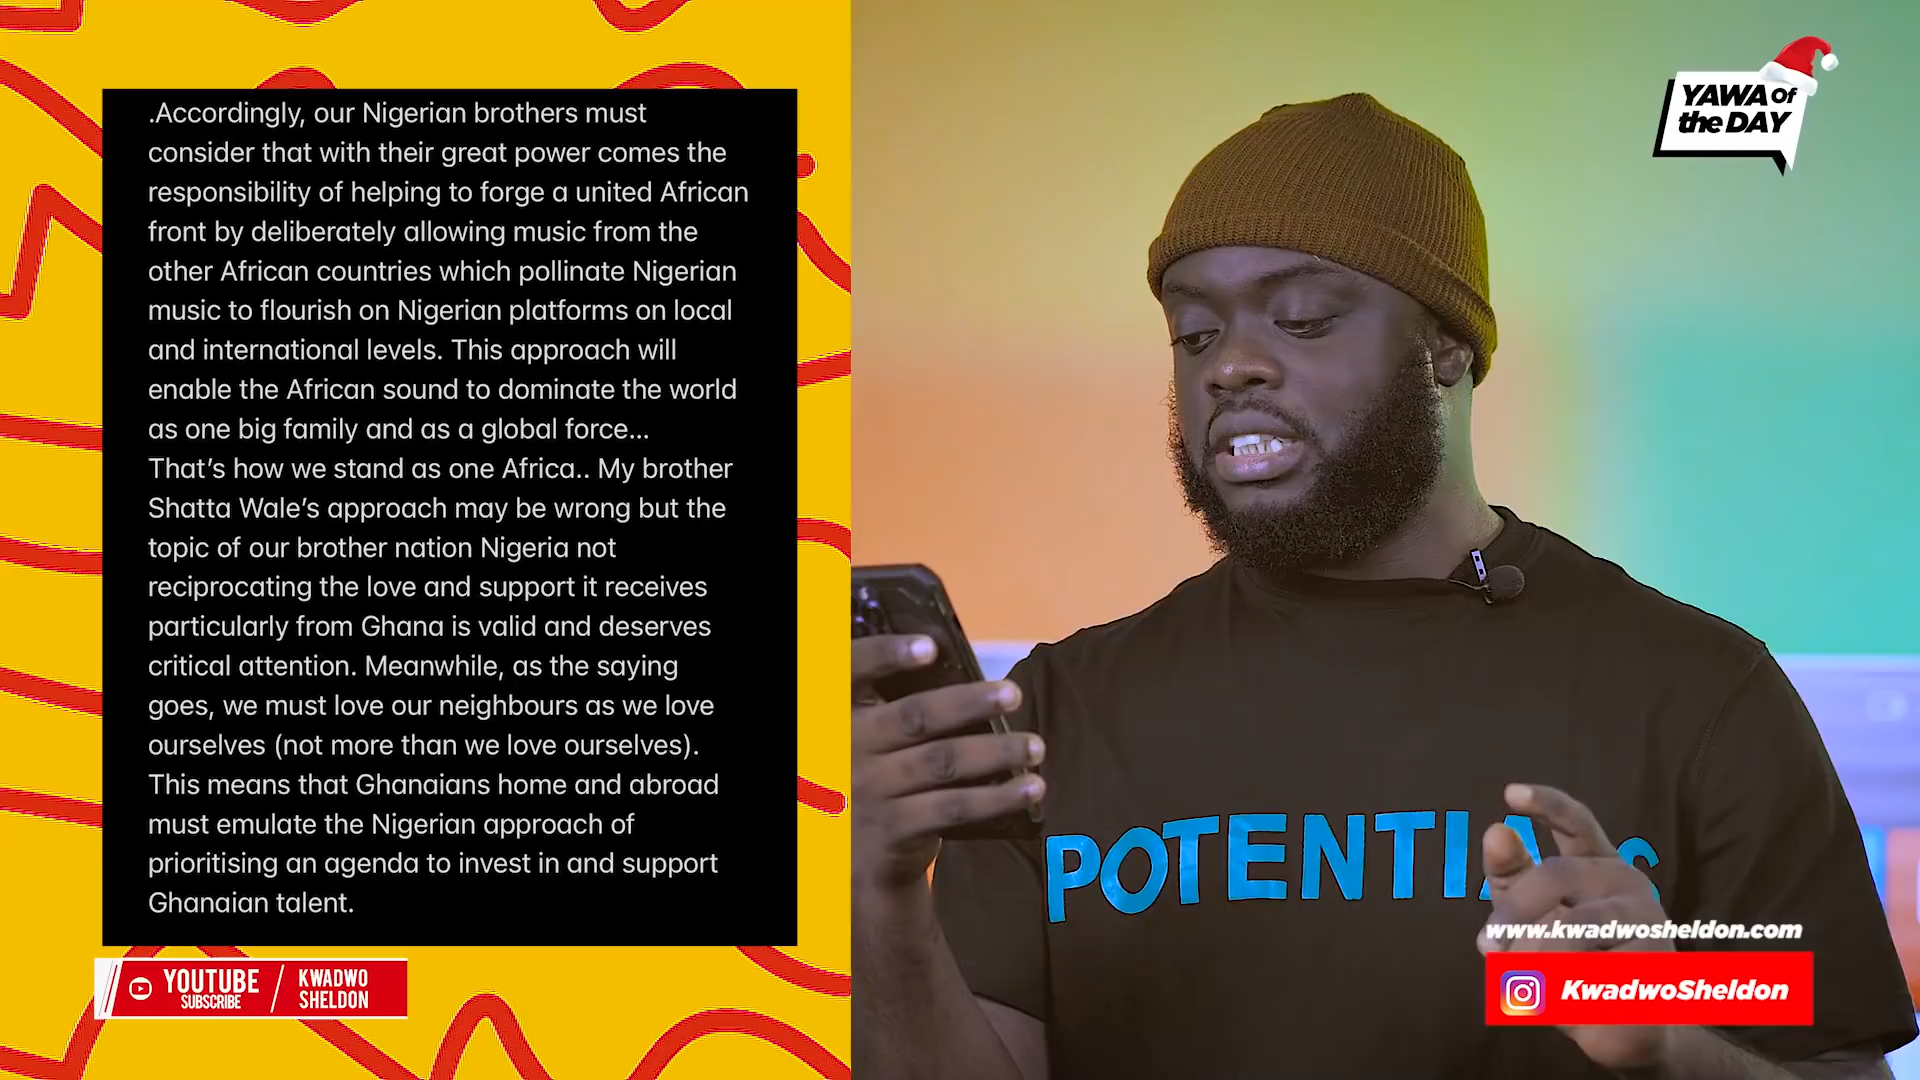 .Accordingly, our Nigerian brothers must
consider that with their great power comes the
responsibility of helping to forge a united African
front by deliberately allowing music from the
other African countries which pollinate Nigerian
music to flourish on Nigerian platforms on local
and international levels. This approach will
enable the African sound to dominate the world
as one big family and as a global force...
That’s how we stand as one Africa.. My brother
Shatta Wale’s approach may be wrong but the
topic of our brother nation Nigeria not
reciprocating the love and support it receives
particularly from Ghana is valid and deserves
critical attention. Meanwhile, as the saying
goes, we must love our neighbours as we love
ourselves (not more than we love ourselves).
This means that Ghanaians home and abroad
must emulate the Nigerian approach of
prioritising an agenda to invest in and support
Ghanaian talent.
YOUTUBE
SUBSCRIBE
KWADWO
SHELDON
YAWA of
the DAY
POTENTIALS
www.kwadwosheldon.com
KwadwoSheldon